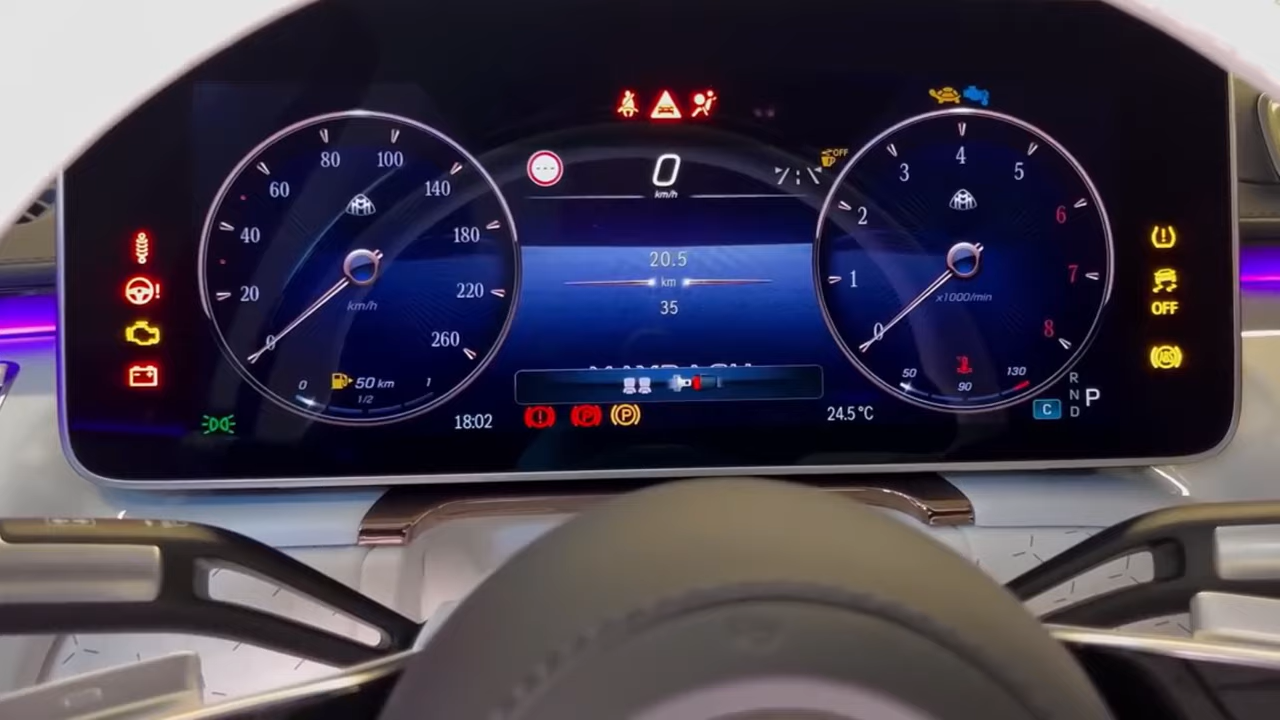 80 100
60 140
40 180
20 220
0 260
km/h
0 50 km 1
1/2
18:02
0
km/h
OFF
20.5
km
35
24.5°C
4
3 5
2 6
1 7
0 8
x1000/min
50 90 130
C
R
N
D
P
OFF